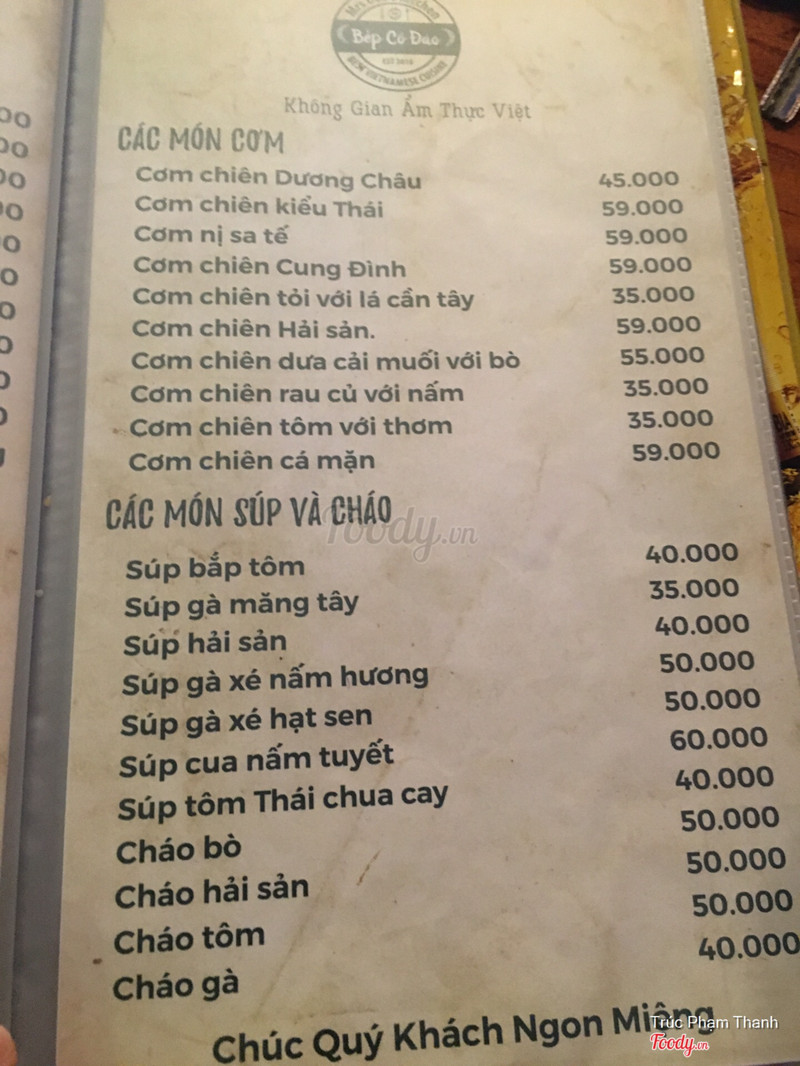 Bếp Cô Đao
EST 2016
VIETNAMESE CUISINE
Không Gian Ẩm Thực Việt
CÁC MÓN CƠM
Cơm chiên Dương Châu 45.000
Cơm chiên kiểu Thái 59.000
Cơm nị sa tế 59.000
Cơm chiên Cung Đình 59.000
Cơm chiên tỏi với lá cần tây 35.000
Cơm chiên Hải sản. 59.000
Cơm chiên dưa cải muối với bò 55.000
Cơm chiên rau củ với nấm 35.000
Cơm chiên tôm với thơm 35.000
Cơm chiên cá mặn 59.000
CÁC MÓN SÚP VÀ CHÁO
Foody.vn
Súp bắp tôm 40.000
Súp gà măng tây 35.000
Súp hải sản 40.000
Súp gà xé nấm hương 50.000
Súp gà xé hạt sen 50.000
Súp cua nấm tuyết 60.000
Súp tôm Thái chua cay 40.000
Cháo bò 50.000
Cháo hải sản 50.000
Cháo tôm 50.000
Cháo gà 40.000
Chúc Quý Khách Ngon Miệng
Trúc Phạm Thanh
Foody.vn